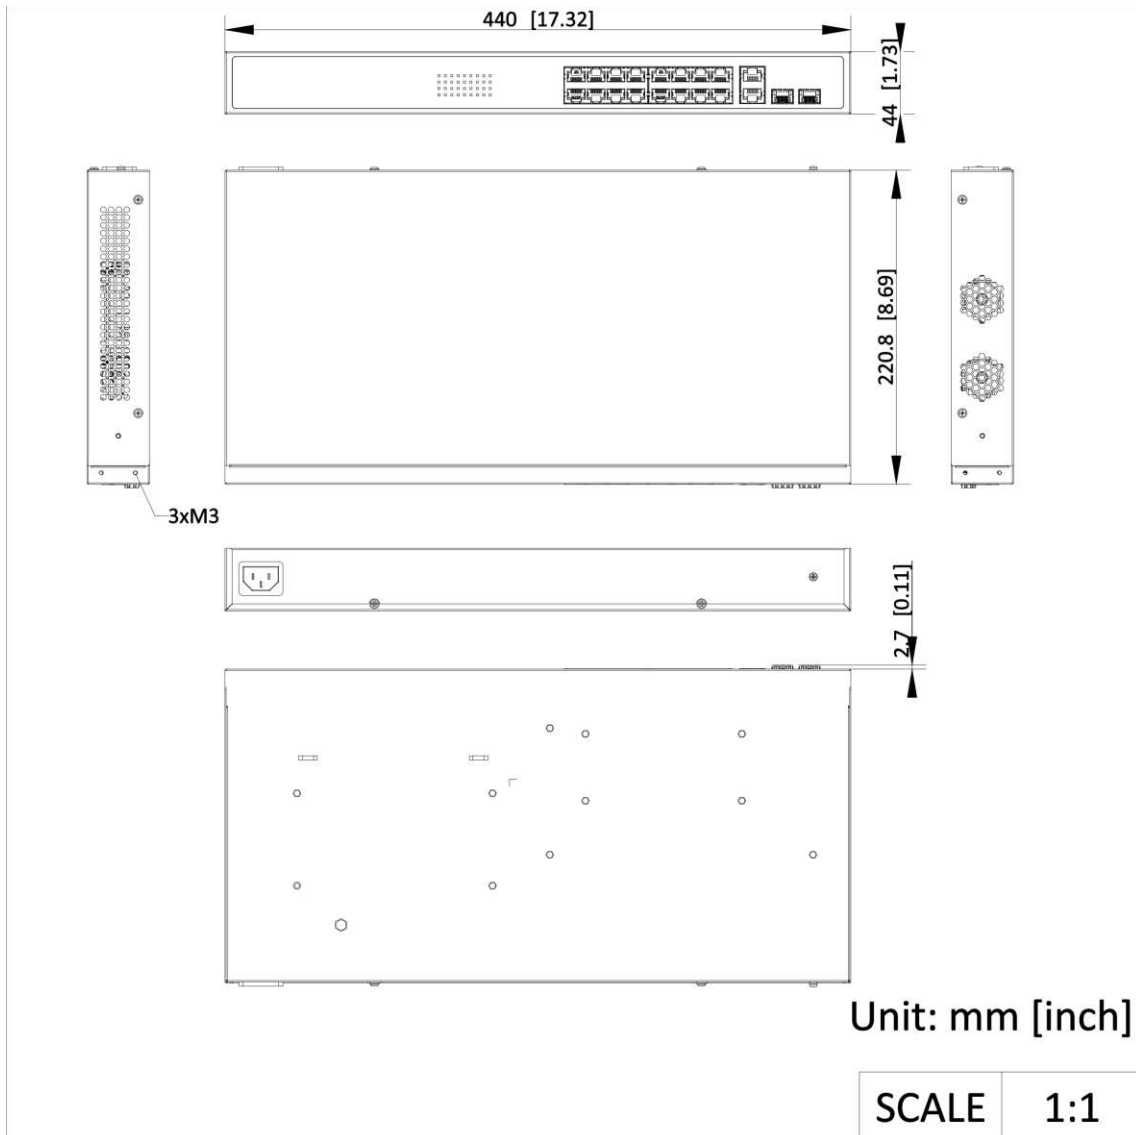 440 [17.32]
44 [1.73]
220.8 [8.69]
3xM3
2.7 [0.11]
Unit: mm [inch]
SCALE 1:1